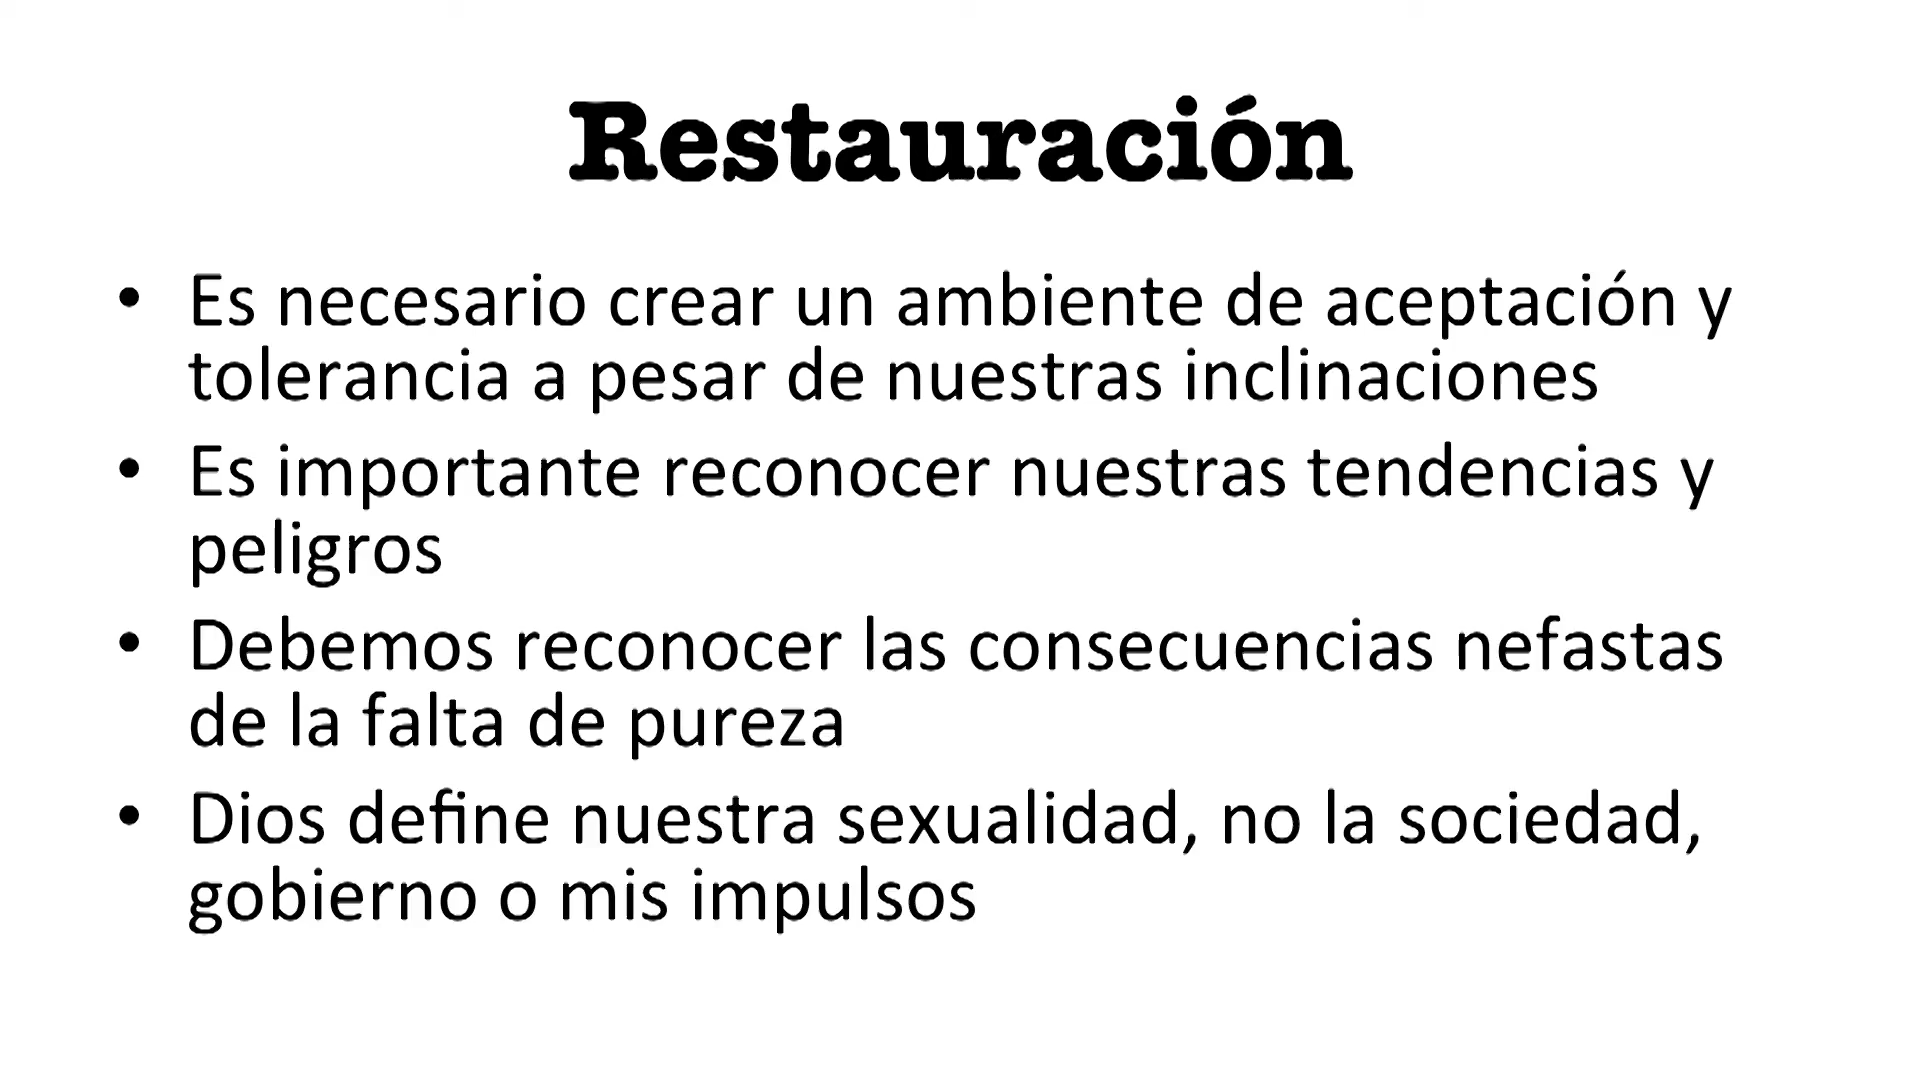 Restauración
• Es necesario crear un ambiente de aceptación y
tolerancia a pesar de nuestras inclinaciones
• Es importante reconocer nuestras tendencias y
peligros
• Debemos reconocer las consecuencias nefastas
de la falta de pureza
• Dios define nuestra sexualidad, no la sociedad,
gobierno o mis impulsos